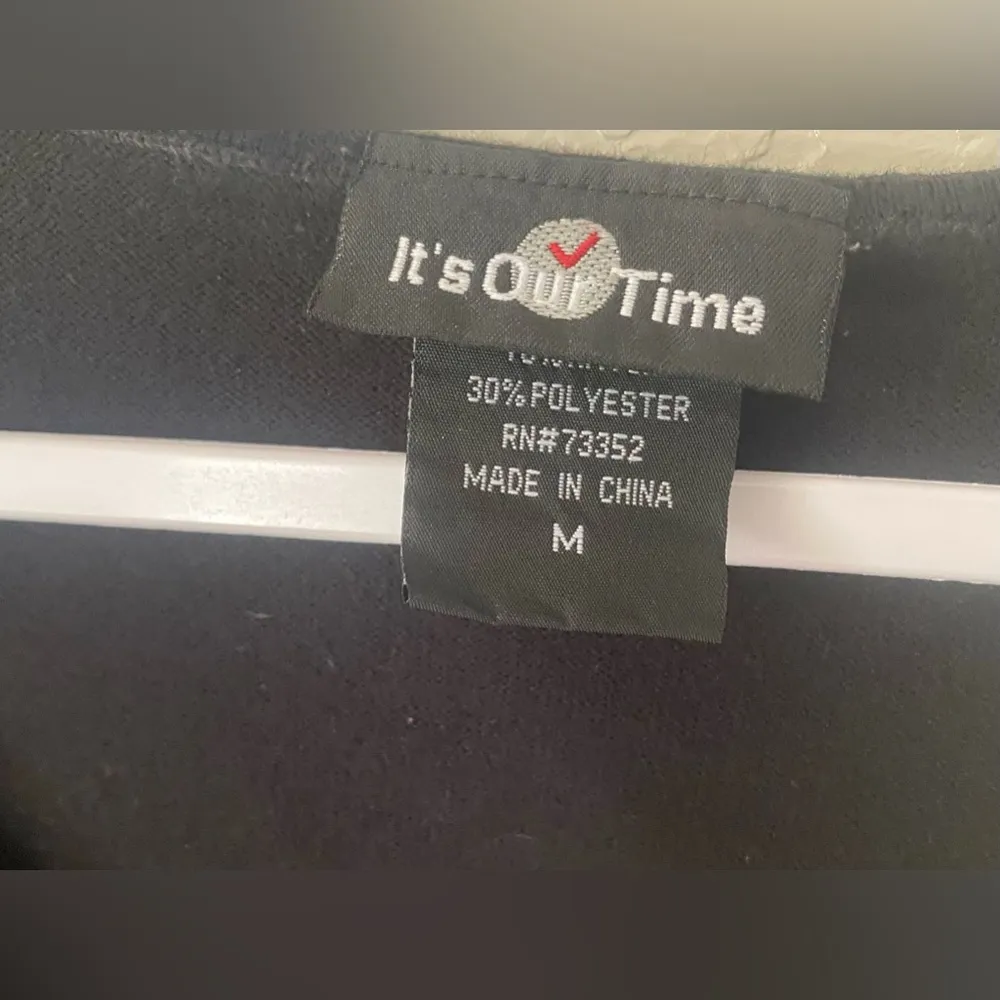 It's Our Time
30% POLYESTER
RN#73352
MADE IN CHINA
M